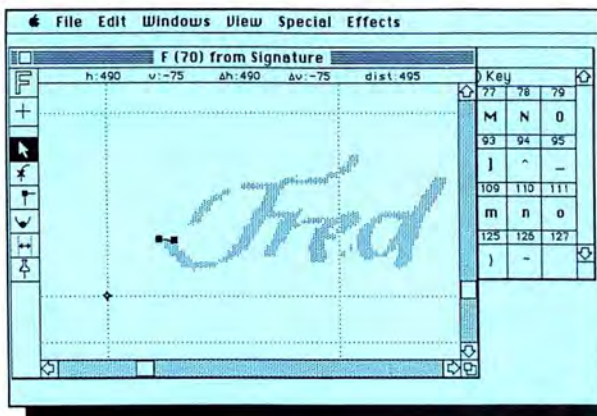 File Edit Windows View Special Effects
F (70) from Signature
h:490 v:-75 Δh:490 Δv:-75 dist:495
Key
77 78 79
M N O
93 94 95
] ^ _
109 110 111
m n o
125 126 127
} ~
Fred